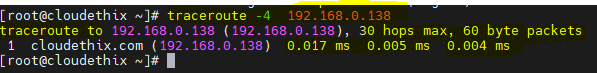 [root@cloudethix ~]# traceroute -4  192.168.0.138
traceroute to 192.168.0.138 (192.168.0.138), 30 hops max, 60 byte packets
 1  cloudethix.com (192.168.0.138)  0.017 ms  0.005 ms  0.004 ms
[root@cloudethix ~]#